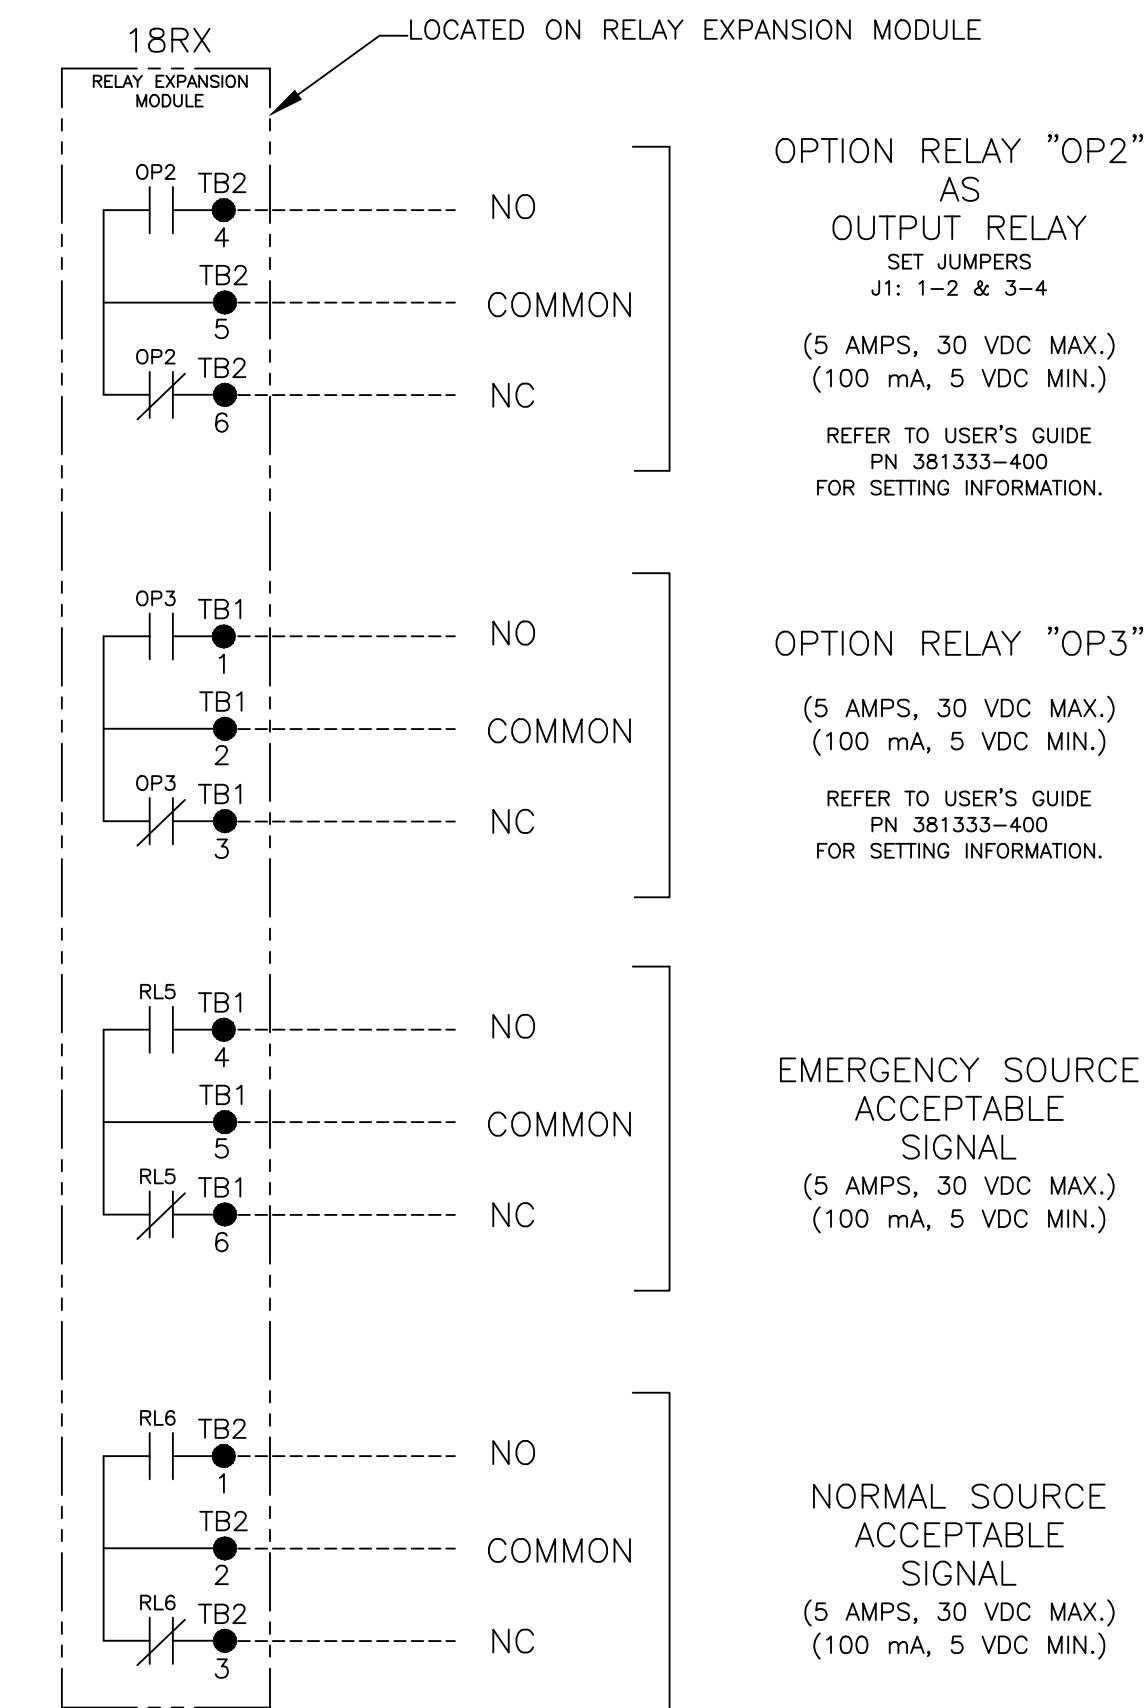 18RX
LOCATED ON RELAY EXPANSION MODULE
RELAY EXPANSION
MODULE
OP2 TB2
4
NO
TB2
5
COMMON
OP2 TB2
6
NC
OPTION RELAY "OP2"
AS
OUTPUT RELAY
SET JUMPERS
J1: 1-2 & 3-4
(5 AMPS, 30 VDC MAX.)
(100 mA, 5 VDC MIN.)
REFER TO USER'S GUIDE
PN 381333-400
FOR SETTING INFORMATION.
OP3 TB1
1
NO
TB1
2
COMMON
OP3 TB1
3
NC
OPTION RELAY "OP3"
(5 AMPS, 30 VDC MAX.)
(100 mA, 5 VDC MIN.)
REFER TO USER'S GUIDE
PN 381333-400
FOR SETTING INFORMATION.
RL5 TB1
4
NO
TB1
5
COMMON
RL5 TB1
6
NC
EMERGENCY SOURCE
ACCEPTABLE
SIGNAL
(5 AMPS, 30 VDC MAX.)
(100 mA, 5 VDC MIN.)
RL6 TB2
1
NO
TB2
2
COMMON
RL6 TB2
3
NC
NORMAL SOURCE
ACCEPTABLE
SIGNAL
(5 AMPS, 30 VDC MAX.)
(100 mA, 5 VDC MIN.)